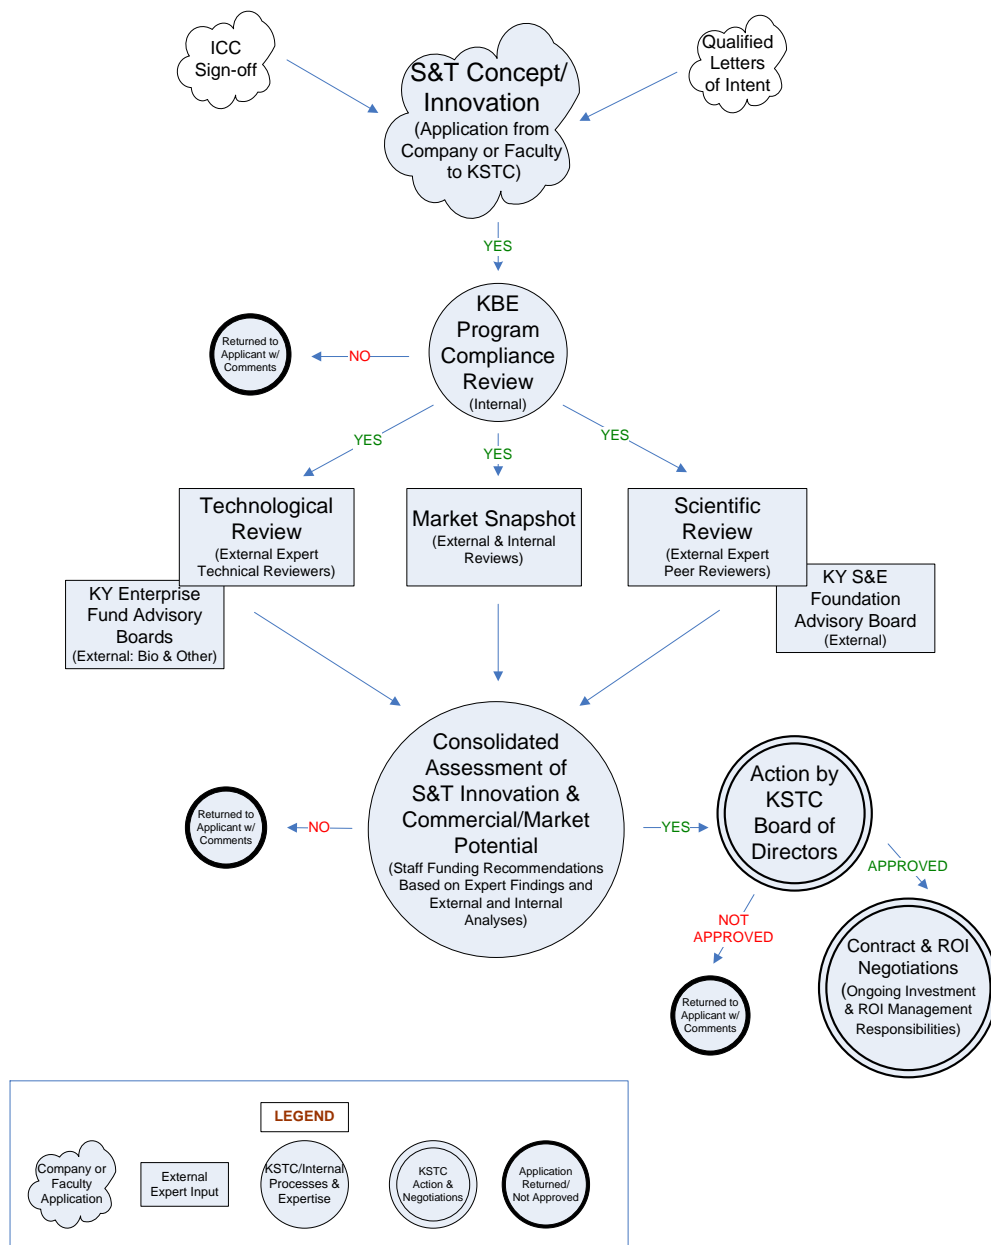 ICC
Sign-off
S&T Concept/
Innovation
(Application from
Company or Faculty
to KSTC)
Qualified
Letters
of Intent
YES
KBE
Program
Compliance
Review
(Internal)
NO
Returned to
Applicant w/
Comments
YES
YES
YES
Technological
Review
(External Expert
Technical Reviewers)
KY Enterprise
Fund Advisory
Boards
(External: Bio & Other)
Market Snapshot
(External & Internal
Reviews)
Scientific
Review
(External Expert
Peer Reviewers)
KY S&E
Foundation
Advisory Board
(External)
Consolidated
Assessment of
S&T Innovation &
Commercial/Market
Potential
(Staff Funding Recommendations
Based on Expert Findings and
External and Internal
Analyses)
NO
Returned to
Applicant w/
Comments
YES
Action by
KSTC
Board of
Directors
APPROVED
NOT
APPROVED
Returned to
Applicant w/
Comments
Contract & ROI
Negotiations
(Ongoing Investment
& ROI Management
Responsibilities)
LEGEND
Company or
Faculty
Application
External
Expert Input
KSTC/Internal
Processes &
Expertise
KSTC
Action &
Negotiations
Application
Returned/
Not Approved